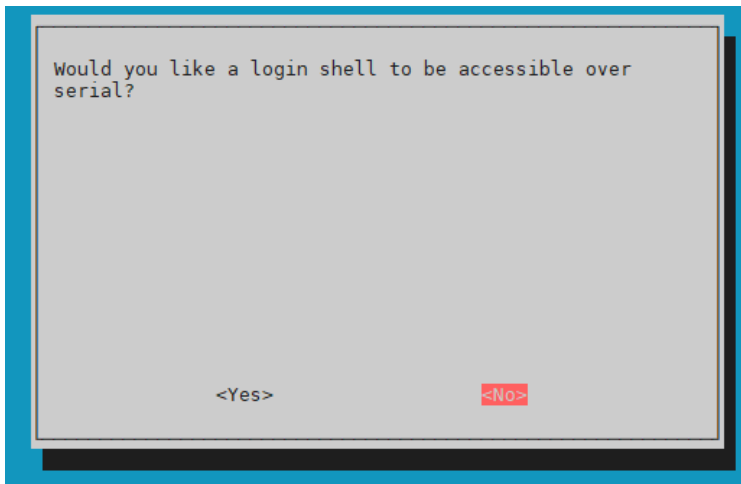 Would you like a login shell to be accessible over
serial?
<Yes> <No>